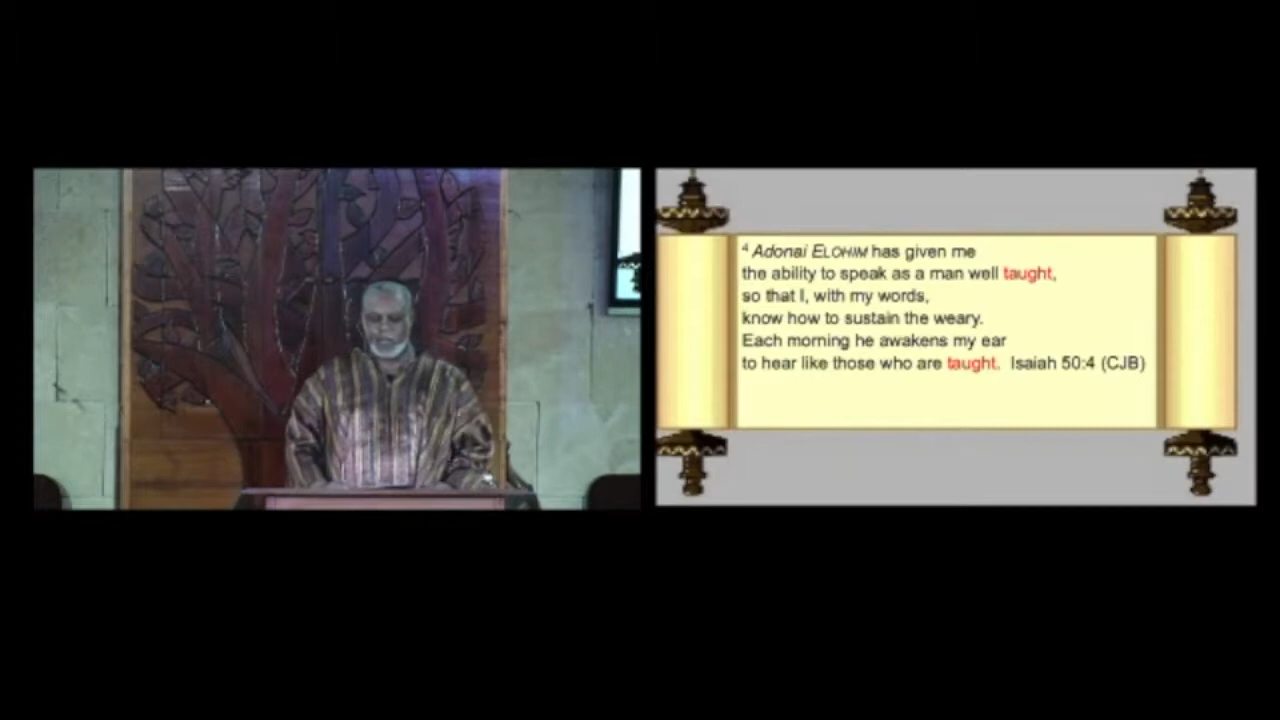 4 Adonai ELOHIM has given me
the ability to speak as a man well taught,
so that I, with my words,
know how to sustain the weary.
Each morning he awakens my ear
to hear like those who are taught. Isaiah 50:4 (CJB)